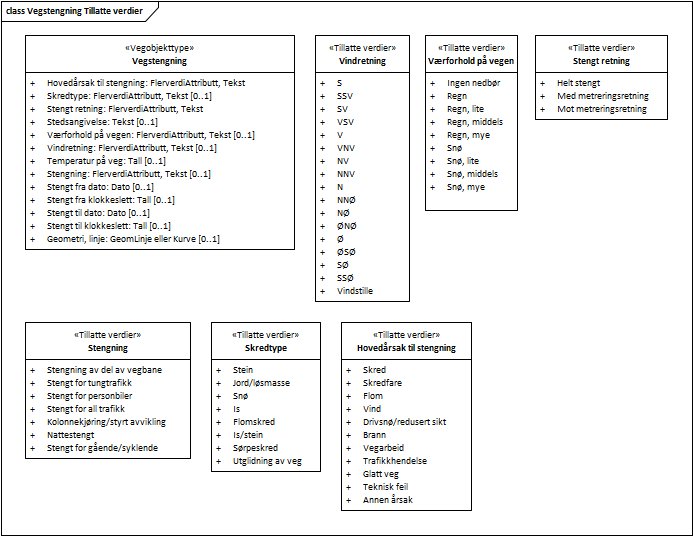 class Vegstengning Tillatte verdier
«Vegobjekttype»
Vegstengning
+ Hovedårsak til stengning: FlerverdiAttributt, Tekst
+ Skredtype: FlerverdiAttributt, Tekst [0..1]
+ Stengt retning: FlerverdiAttributt, Tekst
+ Stedsangivelse: Tekst [0..1]
+ Værforhold på vegen: FlerverdiAttributt, Tekst [0..1]
+ Vindretning: FlerverdiAttributt, Tekst [0..1]
+ Temperatur på veg: Tall [0..1]
+ Stengning: FlerverdiAttributt, Tekst [0..1]
+ Stengt fra dato: Dato [0..1]
+ Stengt fra klokkeslett: Tall [0..1]
+ Stengt til dato: Dato [0..1]
+ Stengt til klokkeslett: Tall [0..1]
+ Geometri, linje: GeomLinje eller Kurve [0..1]
«Tillatte verdier»
Vindretning
+ S
+ SSV
+ SV
+ VSV
+ V
+ VNV
+ NV
+ NNV
+ N
+ NNØ
+ NØ
+ ØNØ
+ Ø
+ ØSØ
+ SØ
+ SSØ
+ Vindstille
«Tillatte verdier»
Værforhold på vegen
+ Ingen nedbør
+ Regn
+ Regn, lite
+ Regn, middels
+ Regn, mye
+ Snø
+ Snø, lite
+ Snø, middels
+ Snø, mye
«Tillatte verdier»
Stengt retning
+ Helt stengt
+ Med metreringsretning
+ Mot metreringsretning
«Tillatte verdier»
Stengning
+ Stengning av del av vegbane
+ Stengt for tungtrafikk
+ Stengt for personbiler
+ Stengt for all trafikk
+ Kolonnekjøring/styrt avvikling
+ Nattestengt
+ Stengt for gående/syklende
«Tillatte verdier»
Skredtype
+ Stein
+ Jord/løsmasse
+ Snø
+ Is
+ Flomskred
+ Is/stein
+ Sørpeskred
+ Utglidning av veg
«Tillatte verdier»
Hovedårsak til stengning
+ Skred
+ Skredfare
+ Flom
+ Vind
+ Drivsnø/redusert sikt
+ Brann
+ Vegarbeid
+ Trafikkhendelse
+ Glatt veg
+ Teknisk feil
+ Annen årsak